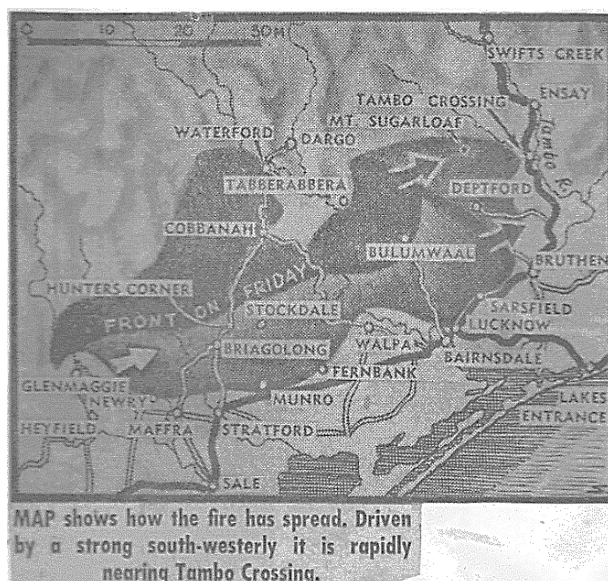 0 10 20 30M
SWIFTS CREEK
ENSAY
TAMBO CROSSING
MT. SUGARLOAF
Tambo R.
WATERFORD
DARGO
TABBERABBERA
DEPTFORD
COBBANAH
BULUMWAAL
BRUTHEN
HUNTERS CORNER
FRONT ON FRIDAY
STOCKDALE
SARSFIELD
LUCKNOW
BRIAGOLONG
WALPA
BAIRNSDALE
GLENMAGGIE
FERNBANK
LAKES
ENTRANCE
NEWRY
MUNRO
HEYFIELD
MAFFRA
STRATFORD
SALE
MAP shows how the fire has spread. Driven
by a strong south-westerly it is rapidly
nearing Tambo Crossing.